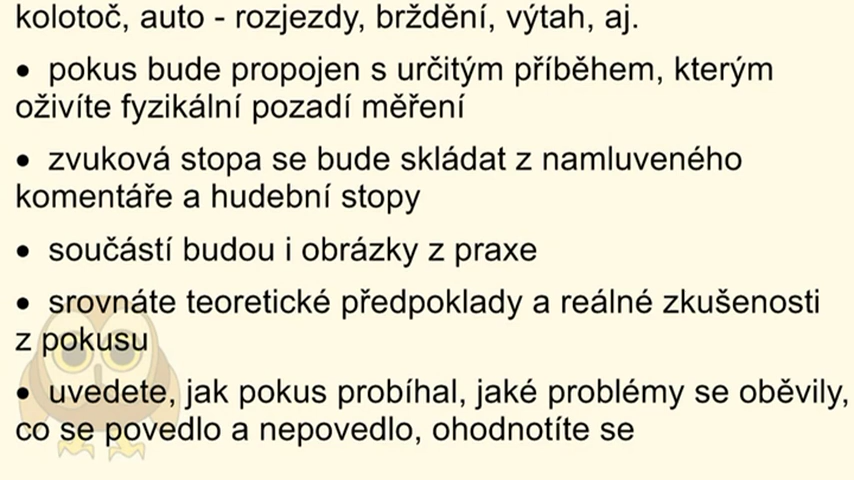 kolotoč, auto - rozjezdy, brždění, výtah, aj.
• pokus bude propojen s určitým příběhem, kterým
oživíte fyzikální pozadí měření
• zvuková stopa se bude skládat z namluveného
komentáře a hudební stopy
• součástí budou i obrázky z praxe
• srovnáte teoretické předpoklady a reálné zkušenosti
z pokusu
• uvedete, jak pokus probíhal, jaké problémy se oběvily,
co se povedlo a nepovedlo, ohodnotíte se